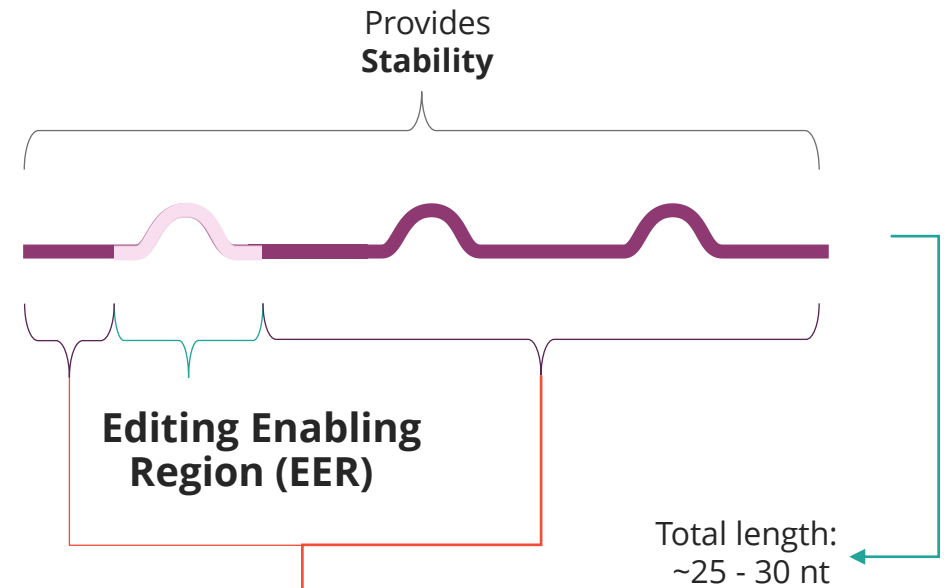 Provides
Stability
Editing Enabling
Region (EER)
Total length:
~25 - 30 nt